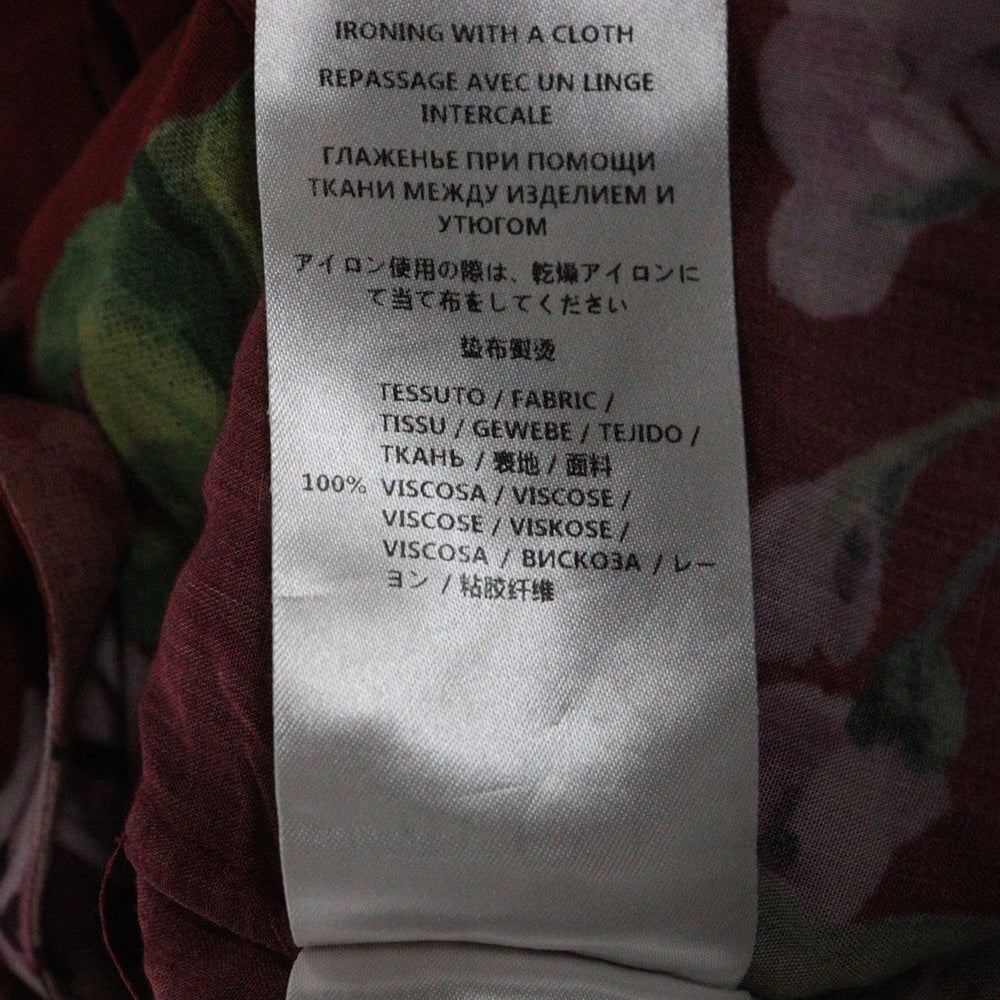 IRONING WITH A CLOTH
REPASSAGE AVEC UN LINGE
INTERCALE
ГЛАЖЕНЬЕ ПРИ ПОМОЩИ
ТКАНИ МЕЖДУ ИЗДЕЛИЕМ И
УТЮГОМ
アイロン使用の際は、乾燥アイロンに
て当て布をしてください
垫布熨烫
TESSUTO / FABRIC /
TISSU / GEWEBE / TEJIDO /
ТКАНЬ / 表地 / 面料
100% VISCOSA / VISCOSE /
VISCOSE / VISKOSE /
VISCOSA / ВИСКОЗА / レー
ヨン / 粘胶纤维